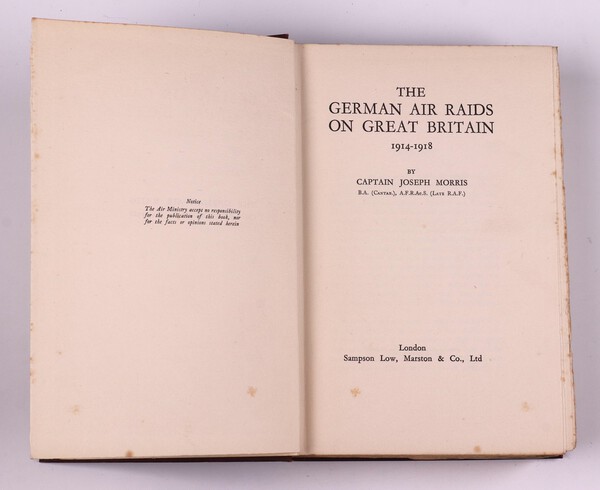 Notice
The Air Ministry accept no responsibility
for the publication of this book, nor
for the facts or opinions stated herein
THE
GERMAN AIR RAIDS
ON GREAT BRITAIN
1914-1918
BY
CAPTAIN JOSEPH MORRIS
B.A. (Cantab.), A.F.R.Ae.S. (Late R.A.F.)
London
Sampson Low, Marston & Co., Ltd